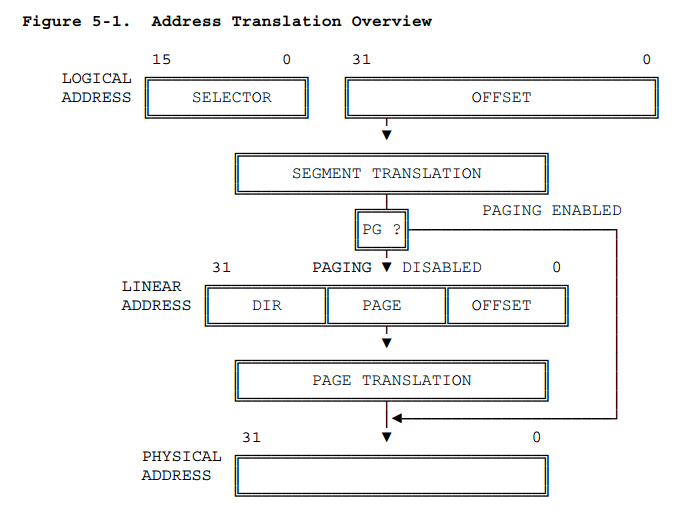 Figure 5-1.  Address Translation Overview
15 0 31 0
LOGICAL
ADDRESS SELECTOR OFFSET
SEGMENT TRANSLATION
PAGING ENABLED
PG ?
31 PAGING DISABLED 0
LINEAR
ADDRESS DIR PAGE OFFSET
PAGE TRANSLATION
31 0
PHYSICAL
ADDRESS